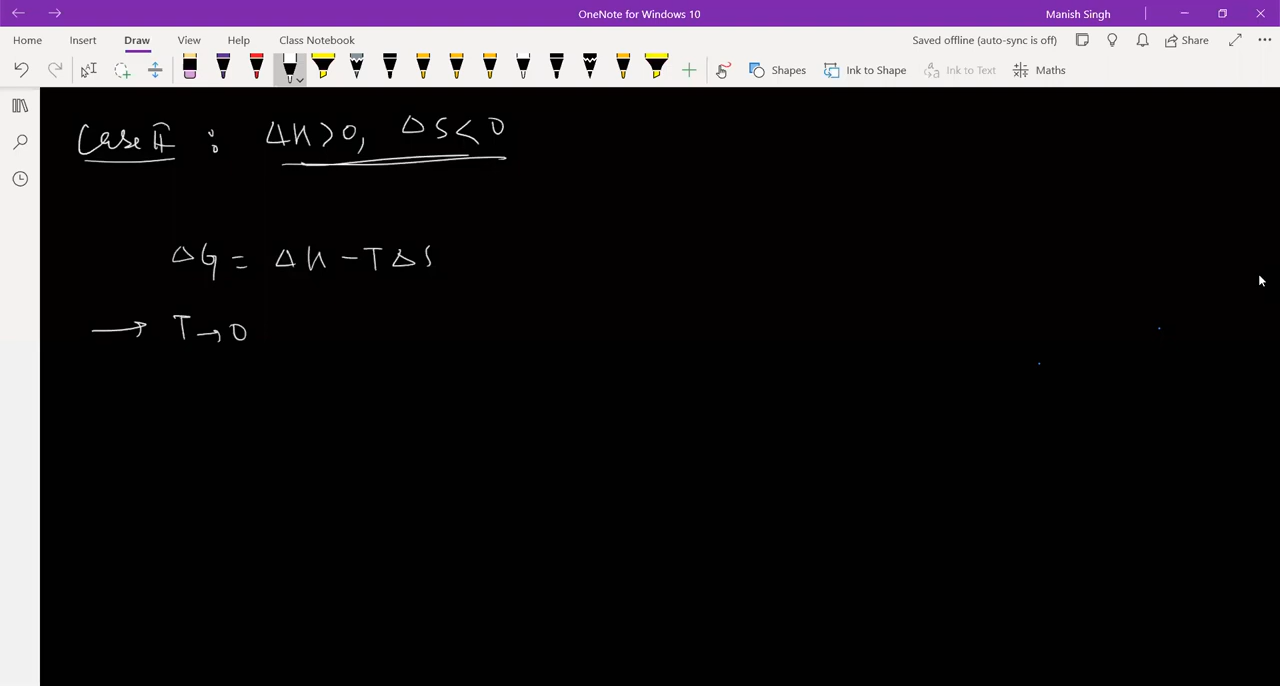 OneNote for Windows 10
Manish Singh
Home Insert Draw View Help Class Notebook
Saved offline (auto-sync is off) Share
Shapes Ink to Shape Ink to Text Maths
Case II : ΔH>0, ΔS<0
ΔG = ΔH - TΔS
→ T→0